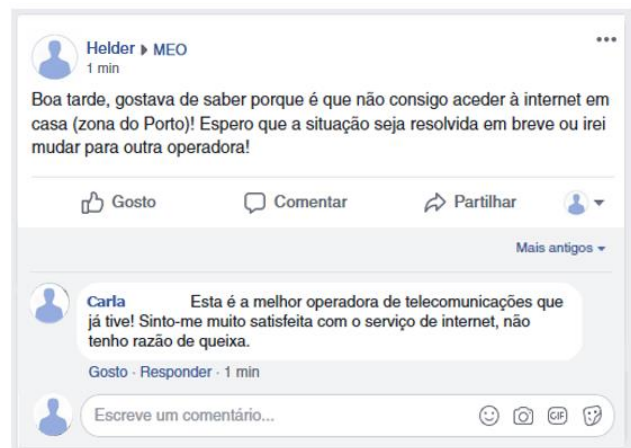 Helder ▸ MEO
1 min
Boa tarde, gostava de saber porque é que não consigo aceder à internet em
casa (zona do Porto)! Espero que a situação seja resolvida em breve ou irei
mudar para outra operadora!
Gosto Comentar Partilhar
Mais antigos
Carla Esta é a melhor operadora de telecomunicações que
já tive! Sinto-me muito satisfeita com o serviço de internet, não
tenho razão de queixa.
Gosto · Responder · 1 min
Escreve um comentário... GIF